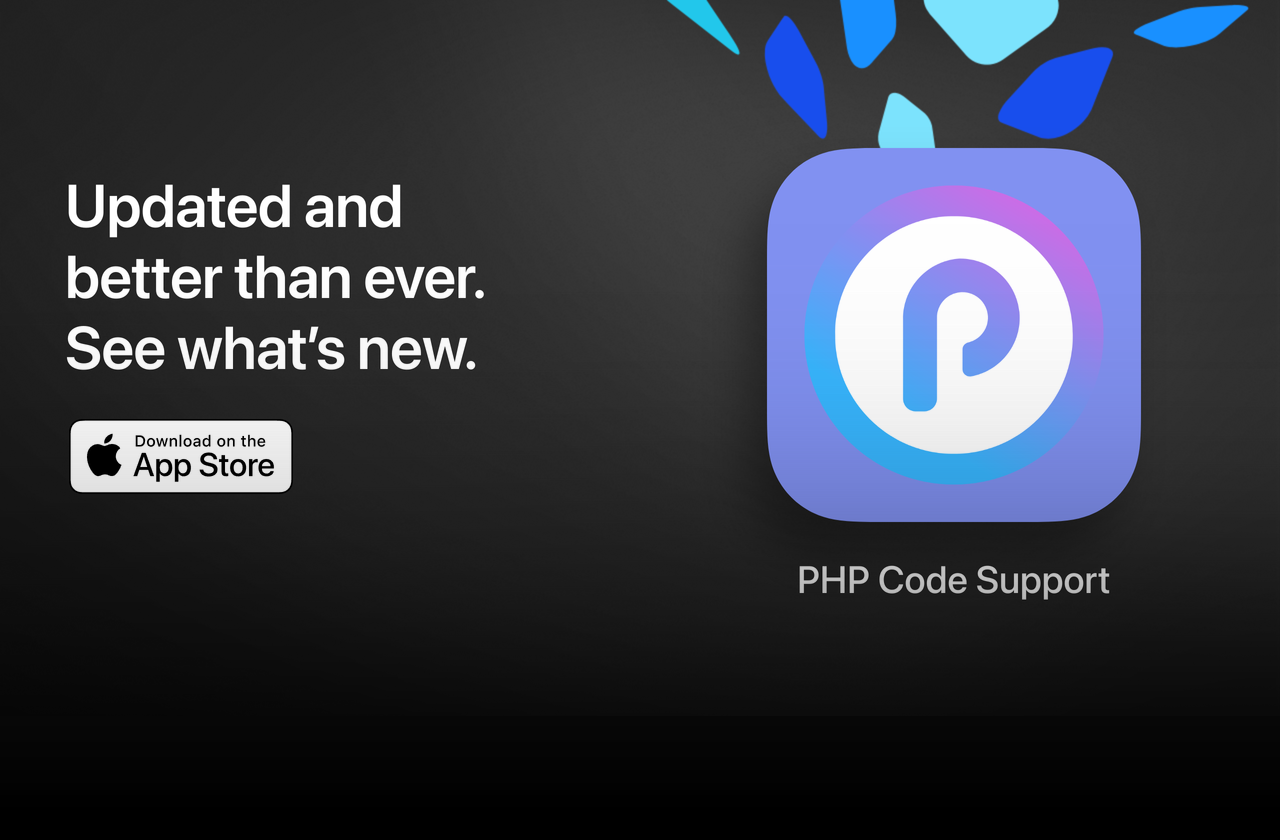 Updated and
better than ever.
See what’s new.
Download on the
App Store
P
PHP Code Support